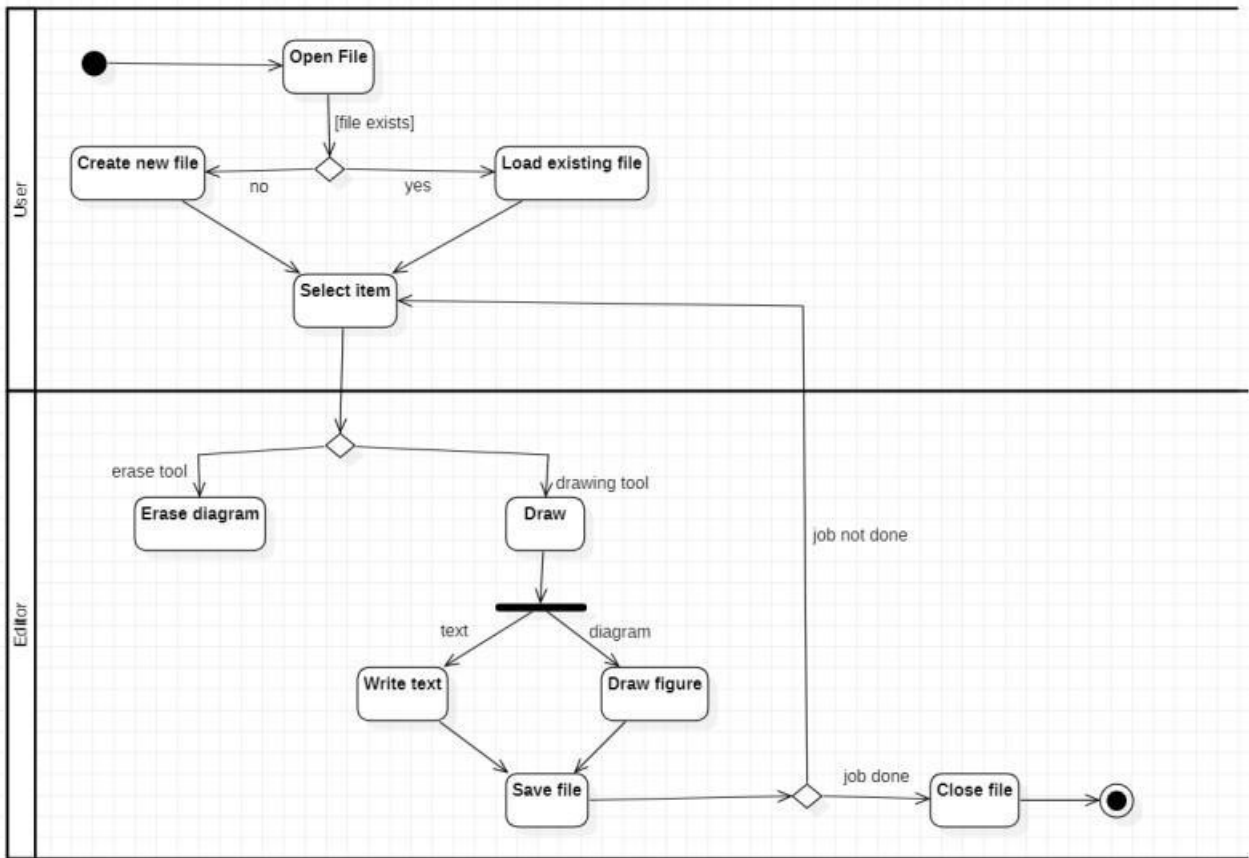 Open File
[file exists]
Create new file
Load existing file
no
yes
User
Select item
erase tool
drawing tool
Erase diagram
Draw
job not done
Editor
text
diagram
Write text
Draw figure
job done
Save file
Close file